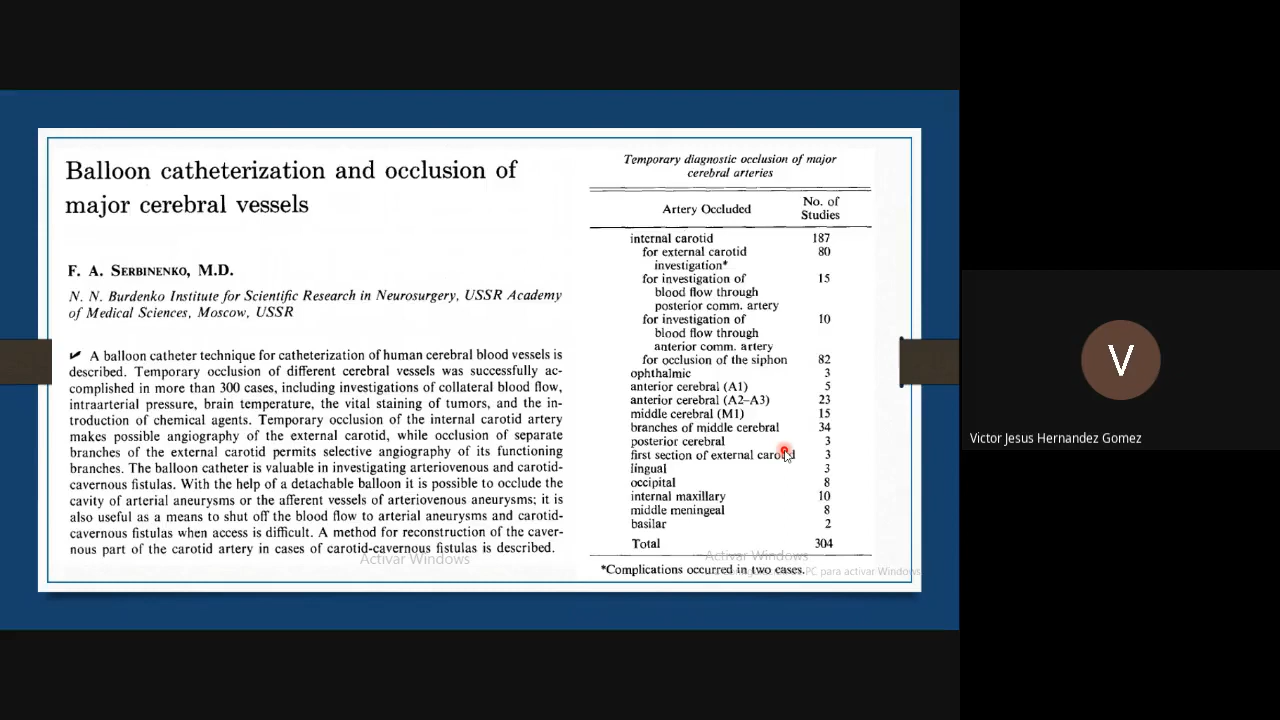 Balloon catheterization and occlusion of
major cerebral vessels
F. A. SERBINENKO, M.D.
N. N. Burdenko Institute for Scientific Research in Neurosurgery, USSR Academy
of Medical Sciences, Moscow, USSR
✓ A balloon catheter technique for catheterization of human cerebral blood vessels is
described. Temporary occlusion of different cerebral vessels was successfully ac-
complished in more than 300 cases, including investigations of collateral blood flow,
intraarterial pressure, brain temperature, the vital staining of tumors, and the in-
troduction of chemical agents. Temporary occlusion of the internal carotid artery
makes possible angiography of the external carotid, while occlusion of separate
branches of the external carotid permits selective angiography of its functioning
branches. The balloon catheter is valuable in investigating arteriovenous and carotid-
cavernous fistulas. With the help of a detachable balloon it is possible to occlude the
cavity of arterial aneurysms or the afferent vessels of arteriovenous aneurysms; it is
also useful as a means to shut off the blood flow to arterial aneurysms and carotid-
cavernous fistulas when access is difficult. A method for reconstruction of the caver-
nous part of the carotid artery in cases of carotid-cavernous fistulas is described.
Activar Windows
Temporary diagnostic occlusion of major
cerebral arteries
Artery Occluded No. of
Studies
internal carotid 187
for external carotid 80
investigation*
for investigation of 15
blood flow through
posterior comm. artery
for investigation of 10
blood flow through
anterior comm. artery
for occlusion of the siphon 82
ophthalmic 3
anterior cerebral (A1) 5
anterior cerebral (A2–A3) 23
middle cerebral (M1) 15
branches of middle cerebral 34
posterior cerebral 3
first section of external carotid 3
lingual 3
occipital 8
internal maxillary 10
middle meningeal 8
basilar 2
Total 304
Activar Windows
*Complications occurred in two cases.
PC para activar Windows
V
Victor Jesus Hernandez Gomez